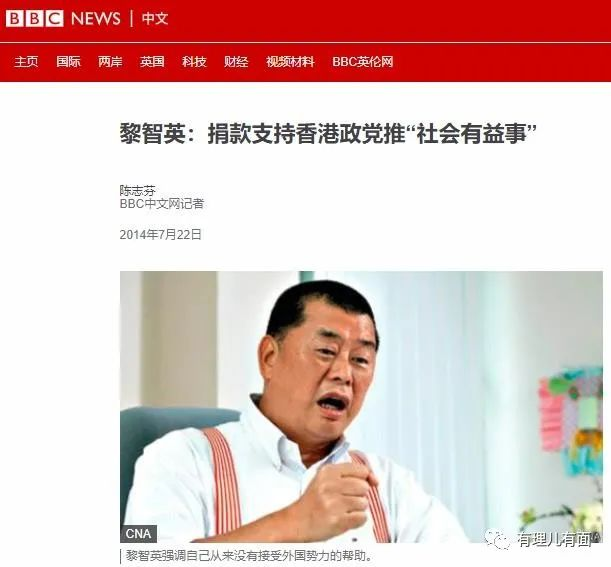 BBC NEWS | 中文
主页 国际 两岸 英国 科技 财经 视频材料 BBC英伦网
黎智英：捐款支持香港政党推“社会有益事”
陈志芬
BBC中文网记者
2014年7月22日
CNA
有理儿有面
黎智英强调自己从来没有接受外国势力的帮助。